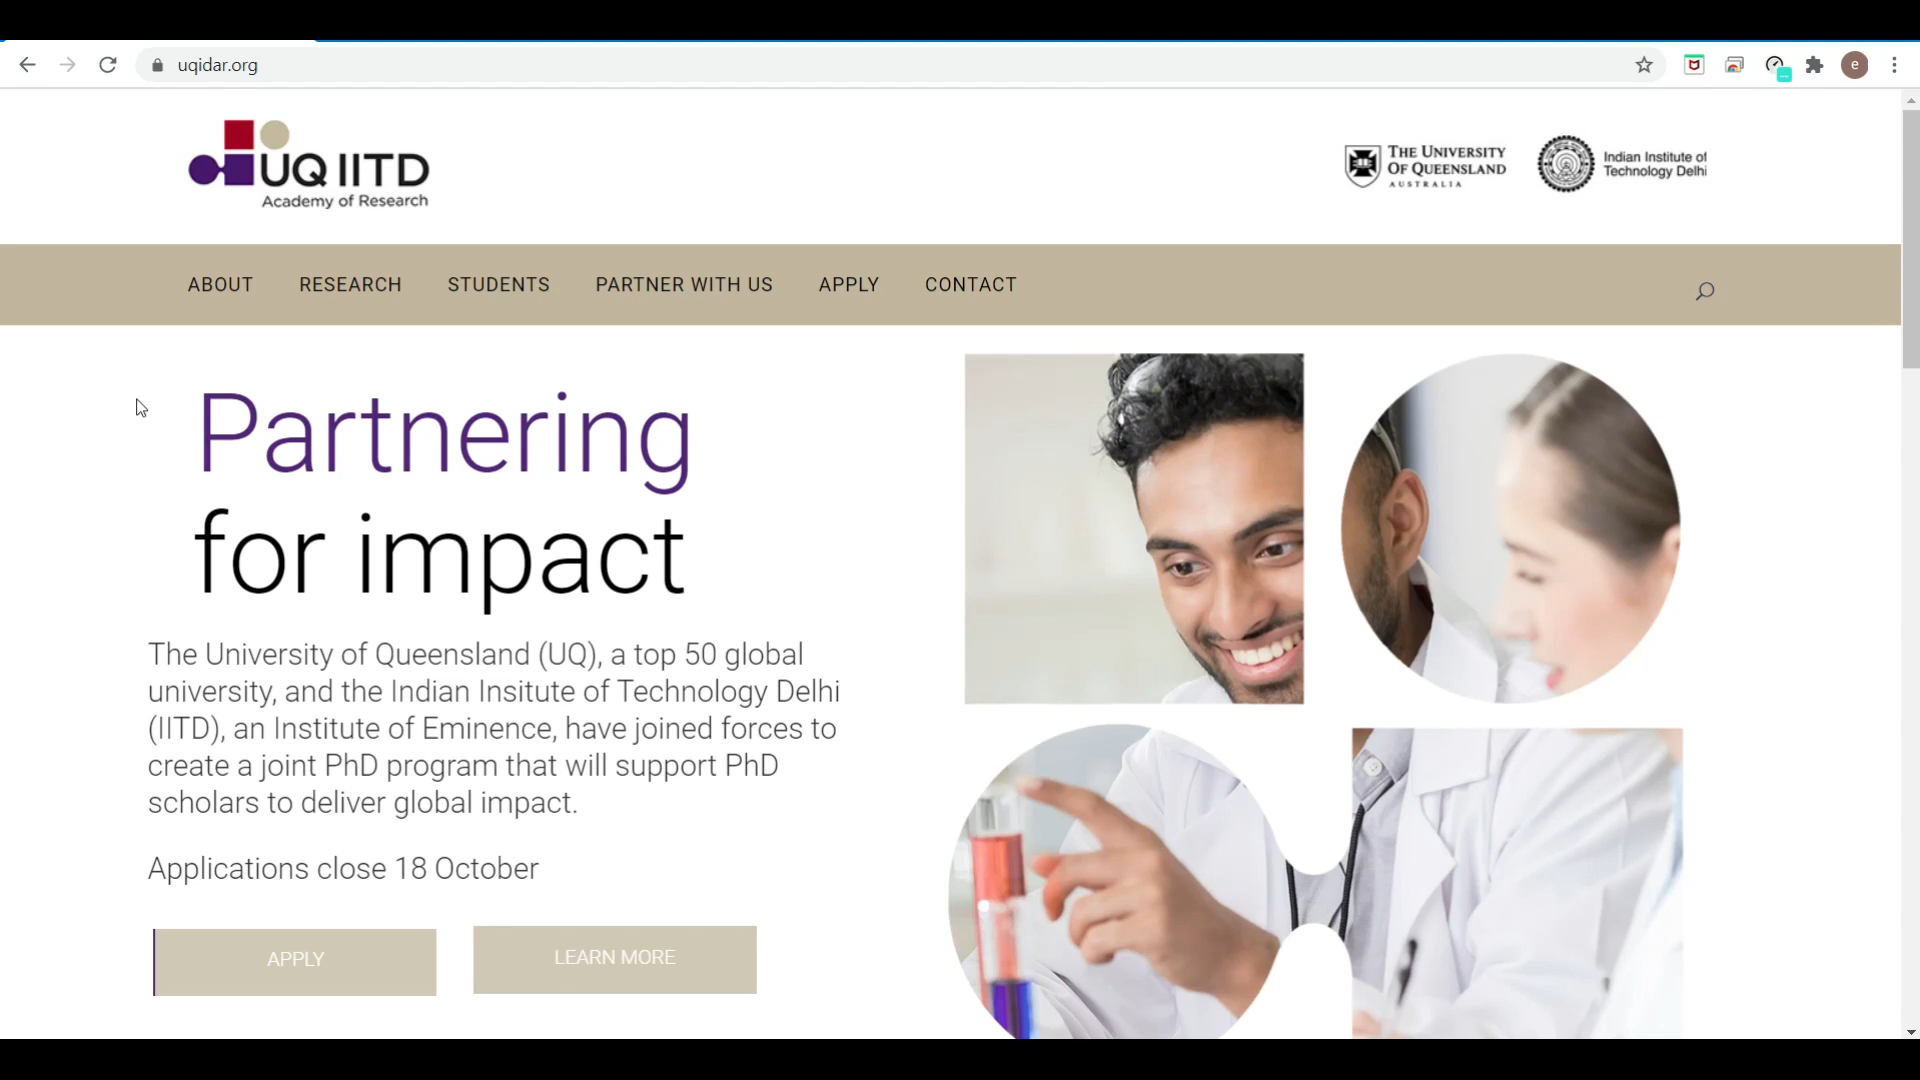 uqidar.org
e
UQ IITD
Academy of Research
THE UNIVERSITY
OF QUEENSLAND
AUSTRALIA
Indian Institute of
Technology Delhi
ABOUT RESEARCH STUDENTS PARTNER WITH US APPLY CONTACT
Partnering
for impact
The University of Queensland (UQ), a top 50 global
university, and the Indian Insitute of Technology Delhi
(IITD), an Institute of Eminence, have joined forces to
create a joint PhD program that will support PhD
scholars to deliver global impact.
Applications close 18 October
APPLY
LEARN MORE